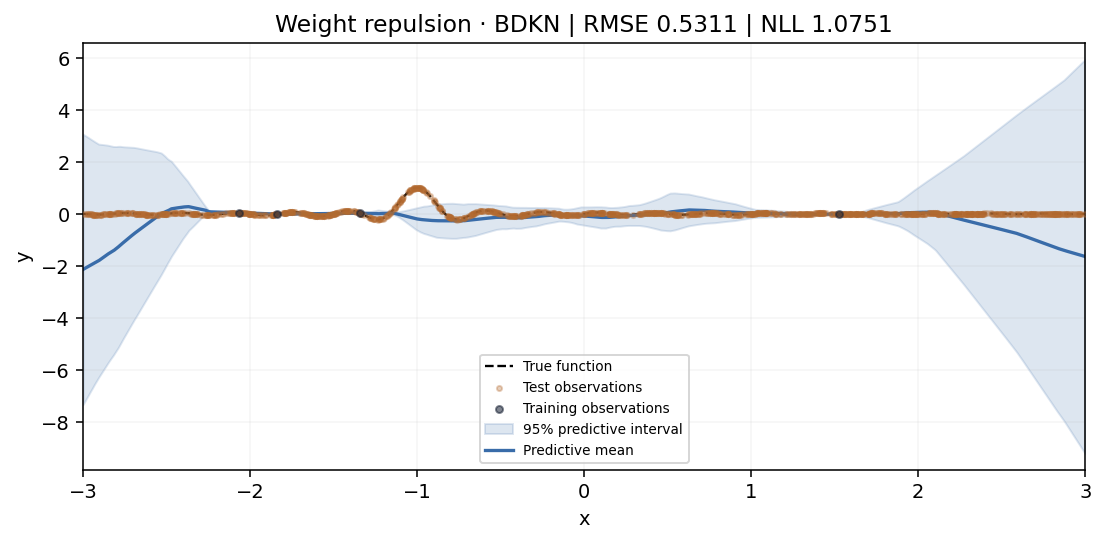 Weight repulsion · BDKN | RMSE 0.5311 | NLL 1.0751
6
4
2
0
−2
−4
−6
−8
y
True function
Test observations
Training observations
95% predictive interval
Predictive mean
−3 −2 −1 0 1 2 3
x